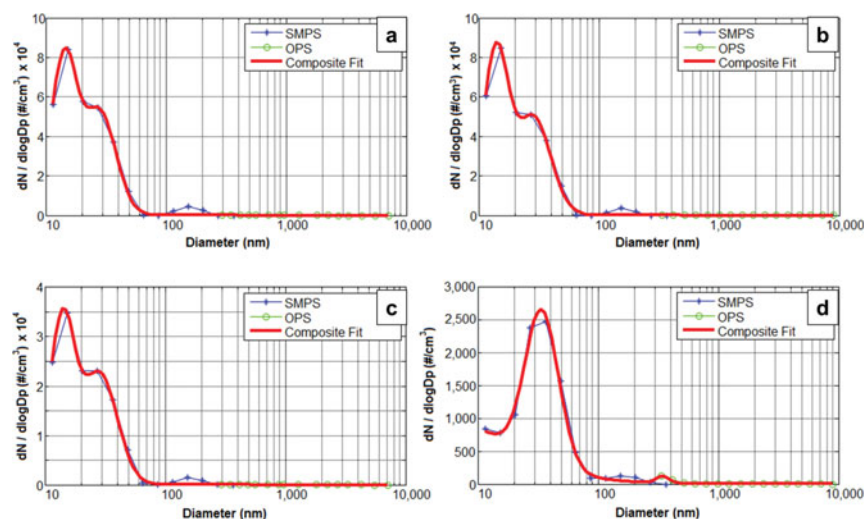 a
SMPS
OPS
Composite Fit
dN / dlogDp (#/cm³) x 10⁴
10
8
6
4
2
0
10 100 1,000 10,000
Diameter (nm)
b
SMPS
OPS
Composite Fit
dN / dlogDp (#/cm³) x 10⁴
10
8
6
4
2
0
10 100 1,000 10,000
Diameter (nm)
c
SMPS
OPS
Composite Fit
dN / dlogDp (#/cm³) x 10⁴
4
3
2
1
0
10 100 1,000 10,000
Diameter (nm)
d
SMPS
OPS
Composite Fit
dN / dlogDp (#/cm³)
3,000
2,500
2,000
1,500
1,000
500
0
10 100 1,000 10,000
Diameter (nm)